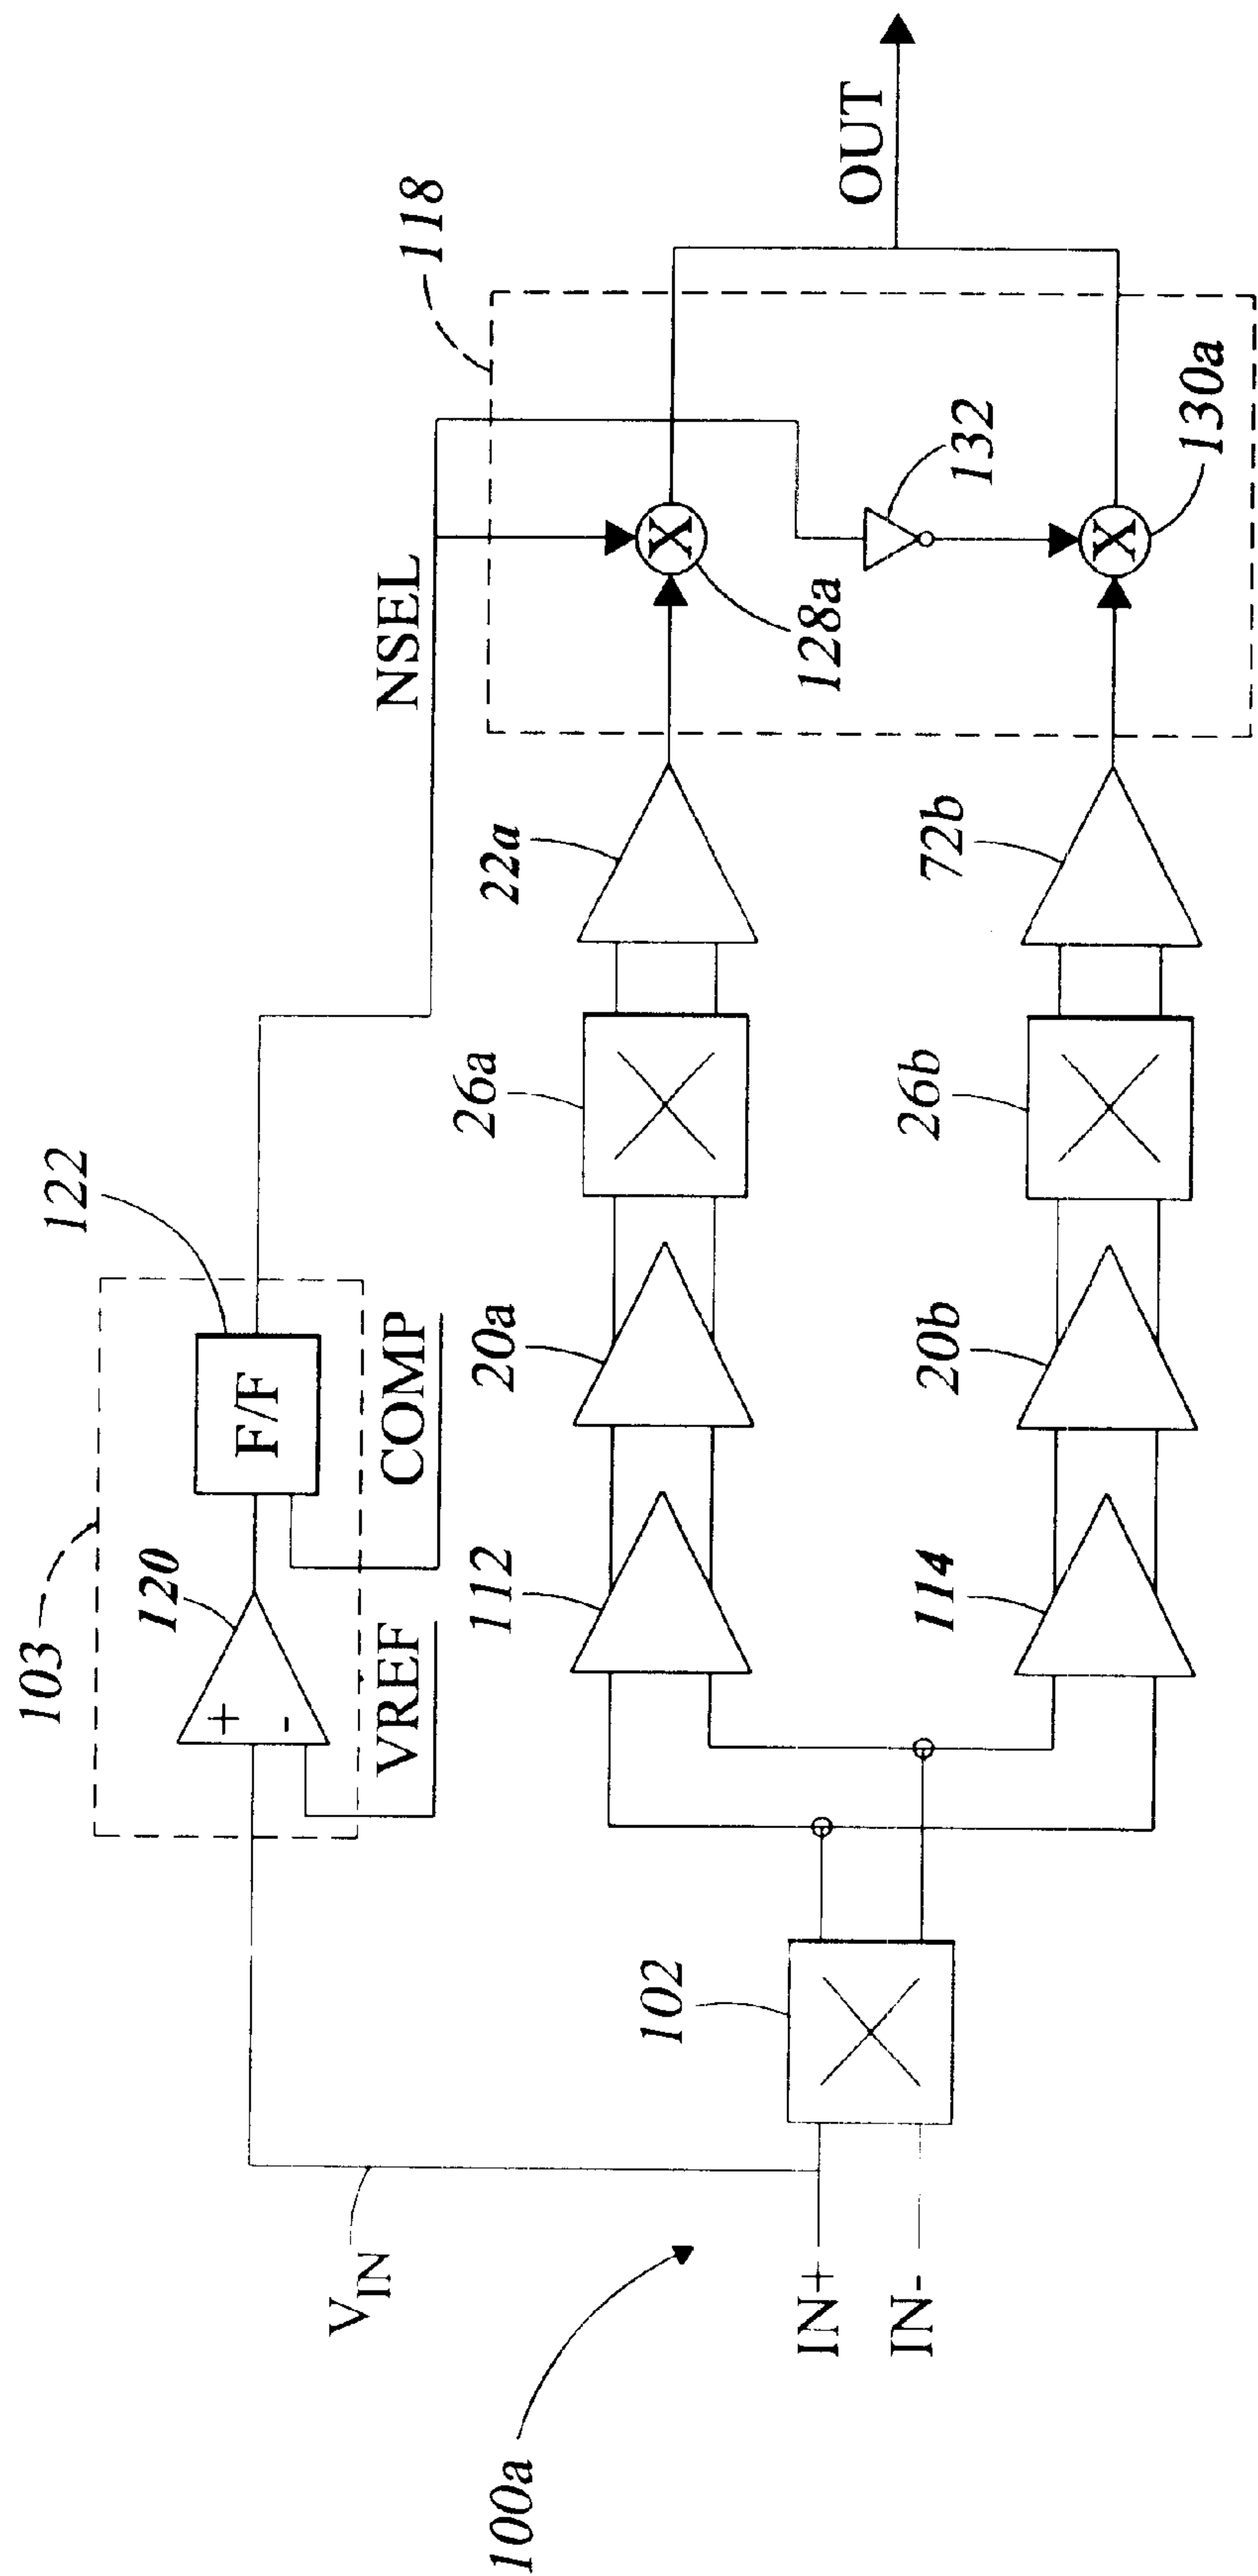 103
120
122
F/F
+
-
VREF
COMP
NSEL
118
V_IN
112
20a
26a
22a
128a
OUT
100a
IN+
IN-
102
132
114
20b
26b
72b
130a
X
X